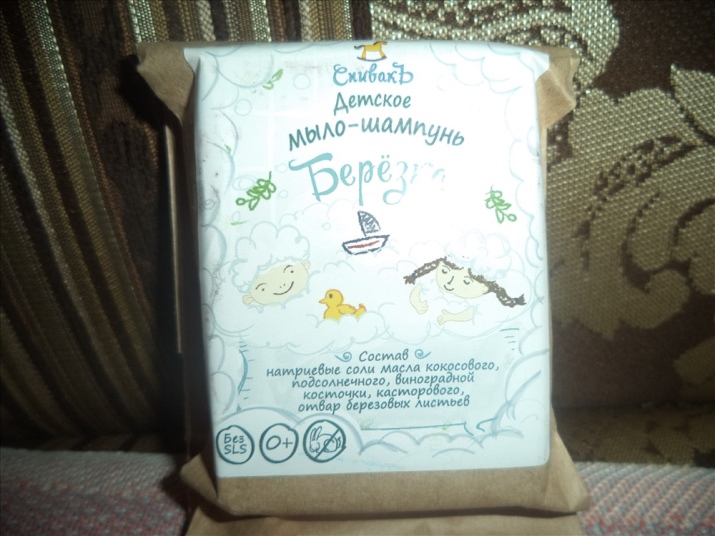 СпивакЪ
Детское
мыло-шампунь
Берёзка
Состав
натриевые соли масла кокосового,
подсолнечного, виноградной
косточки, касторового,
отвар березовых листьев
Без
SLS
0+